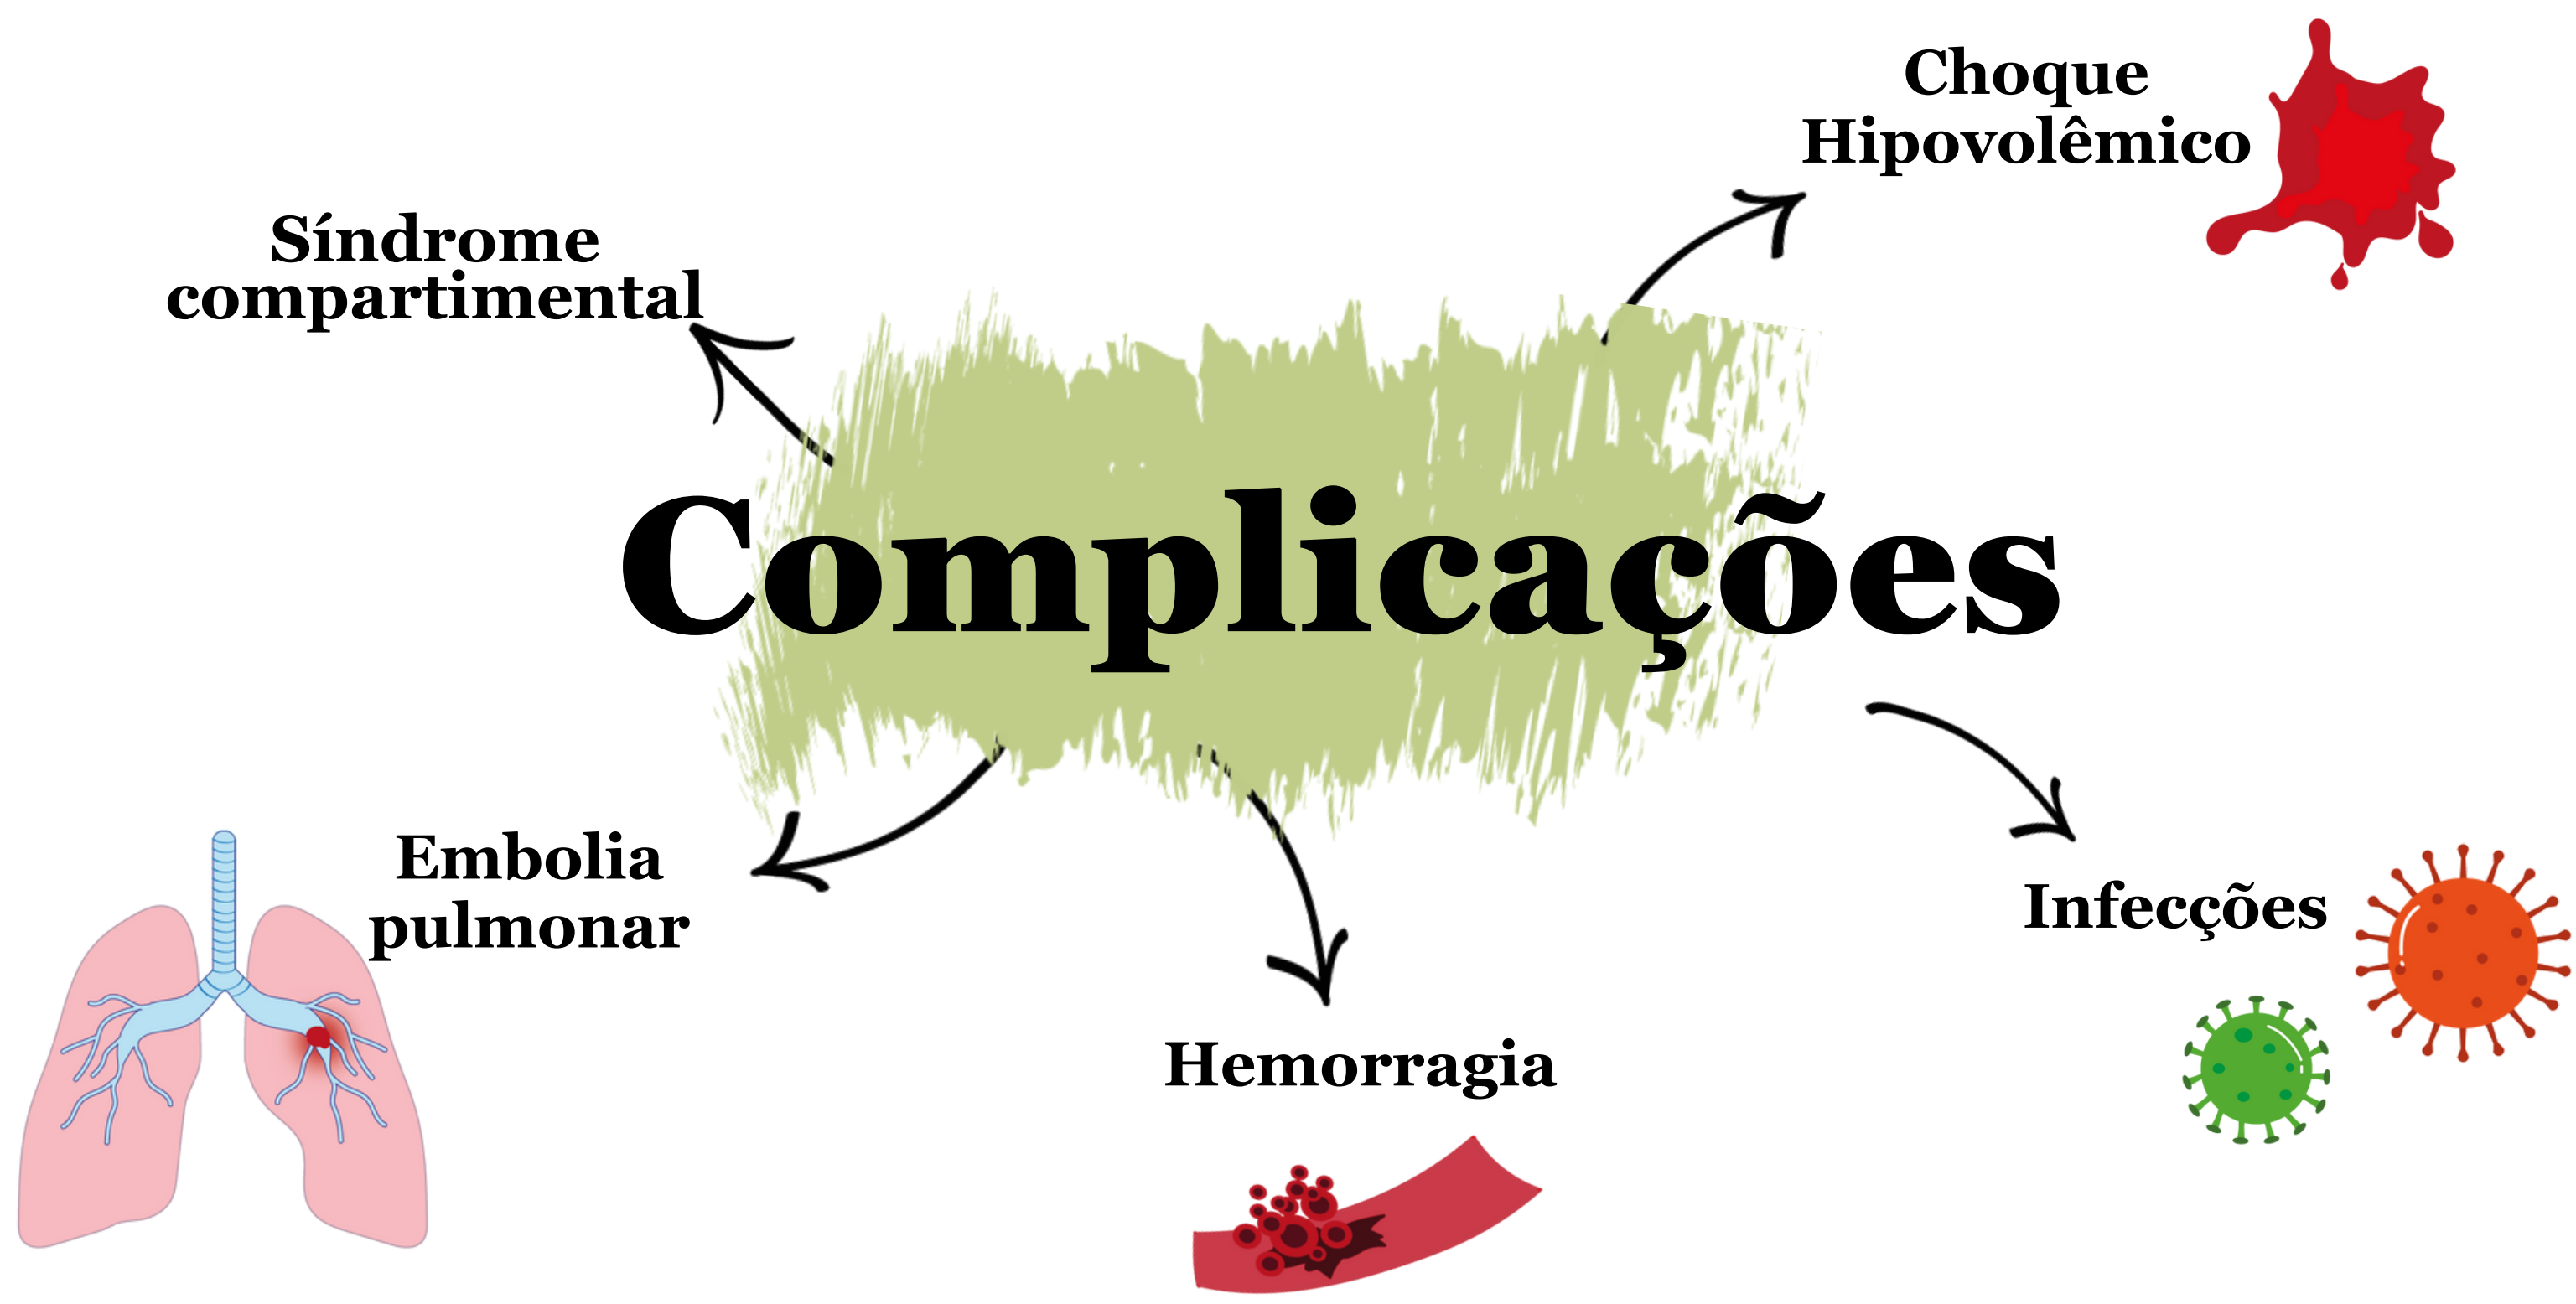 Choque
Hipovolêmico
Síndrome
compartimental
Complicações
Embolia
pulmonar
Infecções
Hemorragia